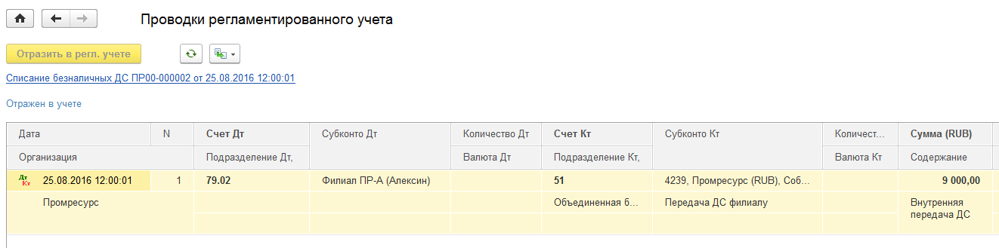 Проводки регламентированного учета
Отразить в регл. учете
Списание безналичных ДС ПР00-000002 от 25.08.2016 12:00:01
Отражен в учете
Дата N Счет Дт Субконто Дт Количество Дт Счет Кт Субконто Кт Количест... Сумма (RUB)
Организация Подразделение Дт, Валюта Дт Подразделение Кт, Валюта Кт Содержание
Дт Кт 25.08.2016 12:00:01 1 79.02 Филиал ПР-А (Алексин) 51 4239, Промресурс (RUB), Соб... 9 000,00
Промресурс Объединенная б... Передача ДС филиалу Внутренняя
передача ДС